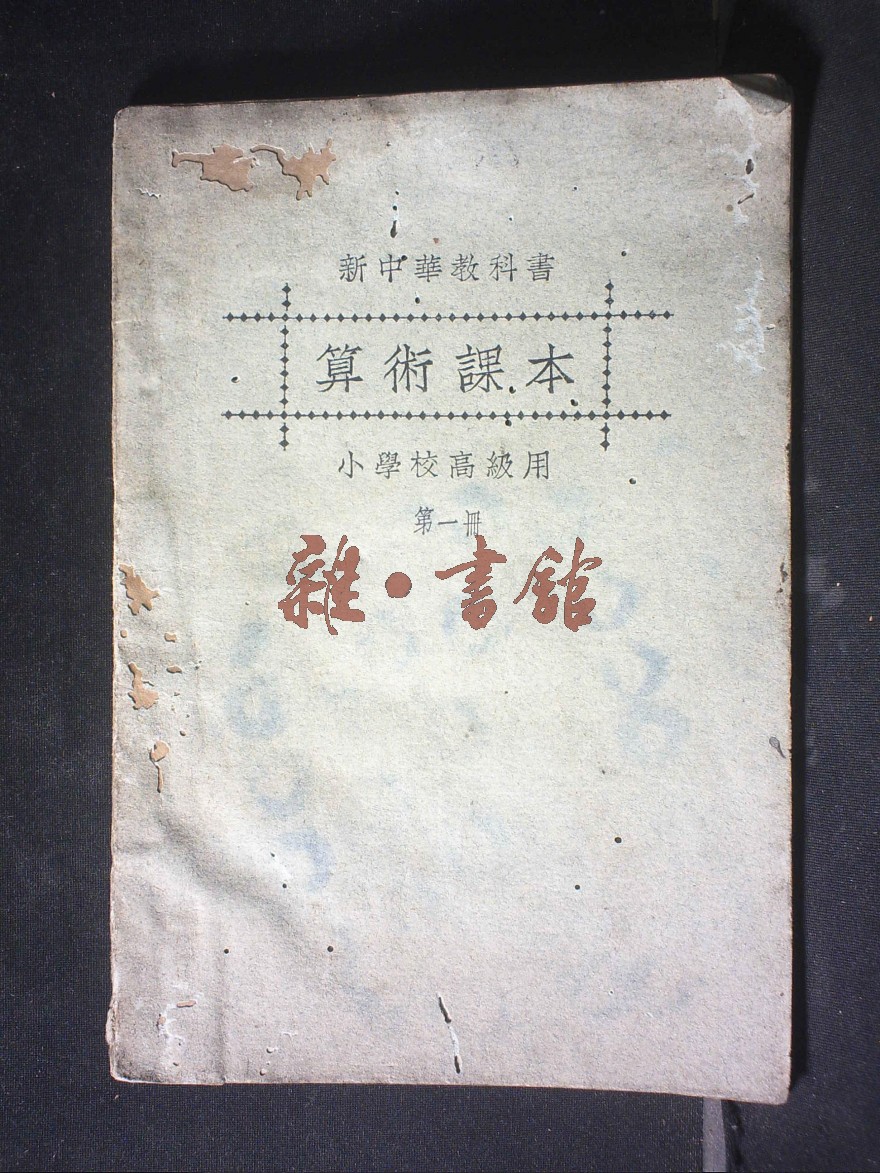 新中華教科書
算術課本
小學校高級用
第一冊
雜·書館